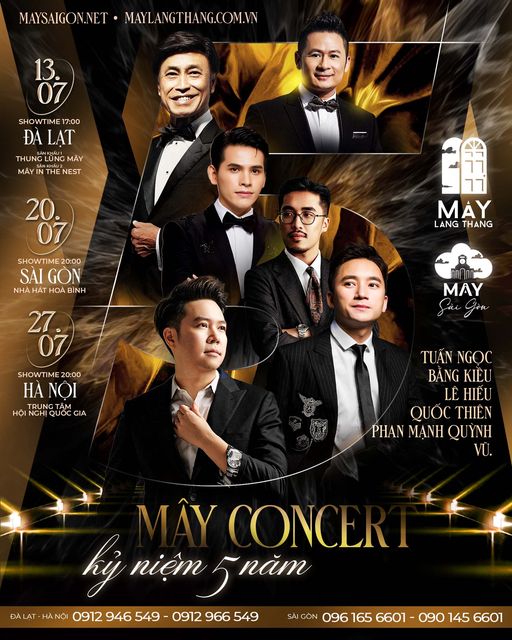 MAYSAIGON.NET • MAYLANGTHANG.COM.VN
13.
07
SHOWTIME 17:00
ĐÀ LẠT
SÂN KHẤU 1
THUNG LŨNG MÂY
SÂN KHẤU 2
MÂY IN THE NEST
20.
07
SHOWTIME 20:00
SÀI GÒN
NHÀ HÁT HOÀ BÌNH
27.
07
SHOWTIME 20:00
HÀ NỘI
TRUNG TÂM
HỘI NGHỊ QUỐC GIA
MÂY
LANG THANG
MÂY
Sài Gòn
TUẤN NGỌC
BẰNG KIỀU
LÊ HIẾU
QUỐC THIÊN
PHAN MẠNH QUỲNH
VŨ.
MÂY CONCERT
kỷ niệm 5 năm
ĐÀ LẠT - HÀ NỘI 0912 946 549 - 0912 966 549
SÀI GÒN 096 165 6601 - 090 145 6601